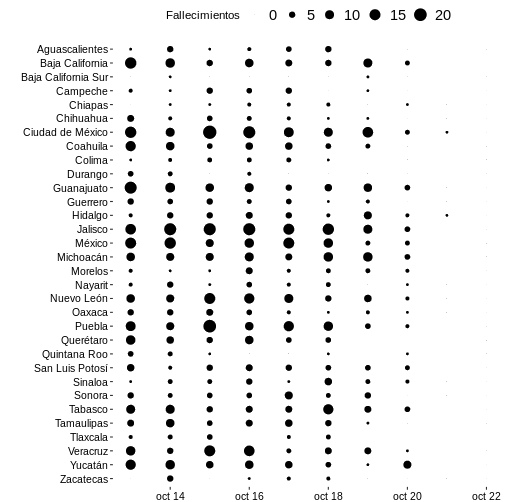 Fallecimientos 0 5 10 15 20
Aguascalientes
Baja California
Baja California Sur
Campeche
Chiapas
Chihuahua
Ciudad de México
Coahuila
Colima
Durango
Guanajuato
Guerrero
Hidalgo
Jalisco
México
Michoacán
Morelos
Nayarit
Nuevo León
Oaxaca
Puebla
Querétaro
Quintana Roo
San Luis Potosí
Sinaloa
Sonora
Tabasco
Tamaulipas
Tlaxcala
Veracruz
Yucatán
Zacatecas
oct 14 oct 16 oct 18 oct 20 oct 22